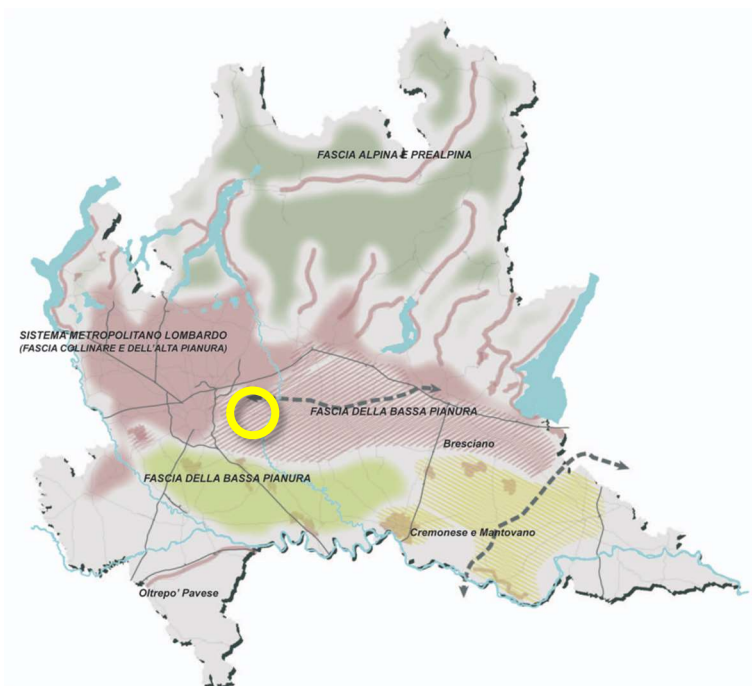 FASCIA ALPINA E PREALPINA
SISTEMA METROPOLITANO LOMBARDO
(FASCIA COLLINARE E DELL'ALTA PIANURA)
FASCIA DELLA BASSA PIANURA
Bresciano
FASCIA DELLA BASSA PIANURA
Cremonese e Mantovano
Oltrepo' Pavese